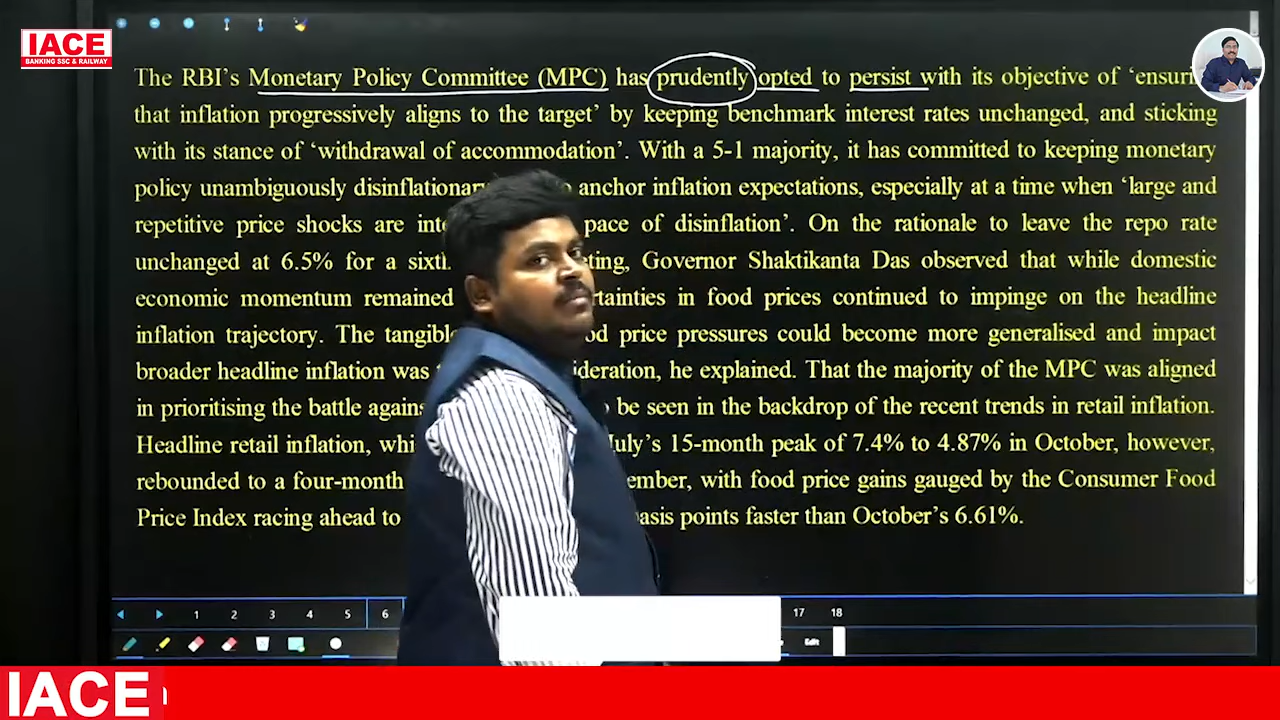 IACE
BANKING SSC & RAILWAY
The RBI's Monetary Policy Committee (MPC) has prudently opted to persist with its objective of 'ensuri
that inflation progressively aligns to the target' by keeping benchmark interest rates unchanged, and sticking
with its stance of 'withdrawal of accommodation'. With a 5-1 majority, it has committed to keeping monetary
policy unambiguously disinflationary anchor inflation expectations, especially at a time when 'large and
repetitive price shocks are pace of disinflation'. On the rationale to leave the repo rate
unchanged at 6.5% for a Governor Shaktikanta Das observed that while domestic
economic momentum remained in food prices continued to impinge on the headline
inflation trajectory. The price pressures could become more generalised and impact
broader headline inflation was he explained. That the majority of the MPC was aligned
in prioritising the battle be seen in the backdrop of the recent trends in retail inflation.
Headline retail inflation, July's 15-month peak of 7.4% to 4.87% in October, however,
rebounded to a four-month with food price gains gauged by the Consumer Food
Price Index racing ahead to points faster than October's 6.61%.
1 2 3 4 5 6 17 18
Edit
IACE